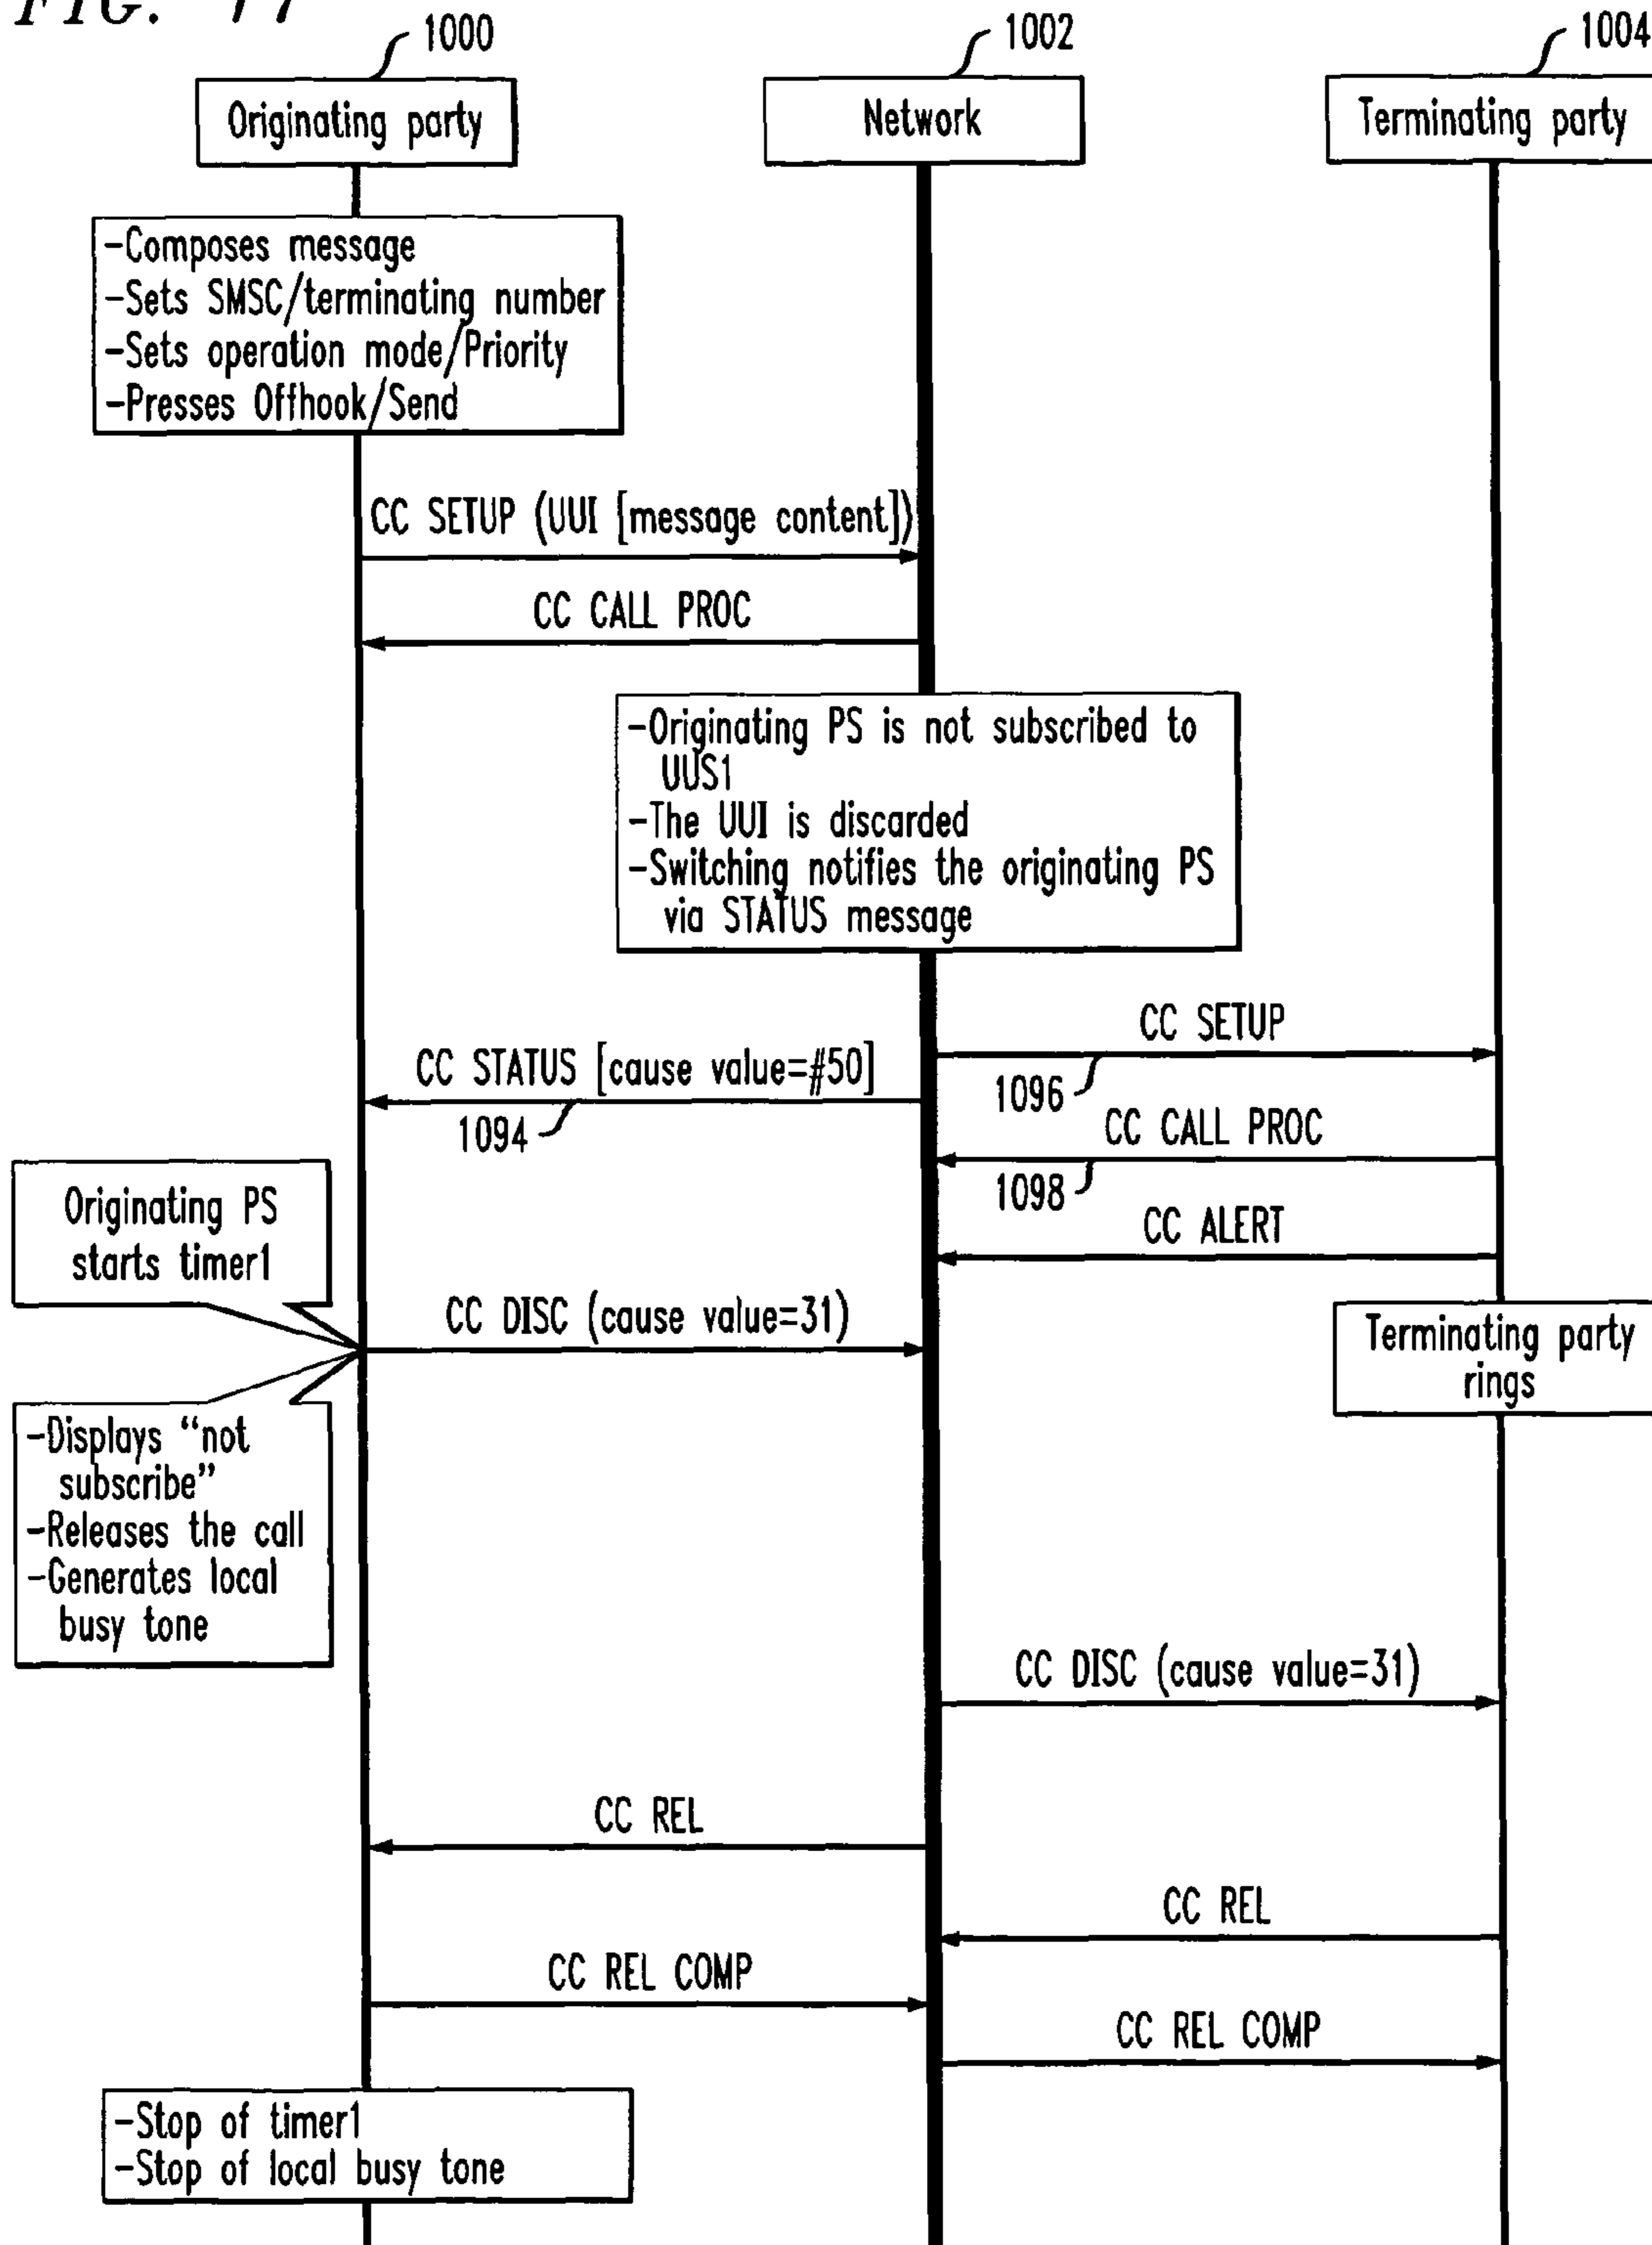 FIG.
1000
1002
1004
Originating party
Network
Terminating party
-Composes message
-Sets SMSC/terminating number
-Sets operation mode/Priority
-Presses Offhook/Send
CC SETUP (UUI [message content])
CC CALL PROC
-Originating PS is not subscribed to
UUS1
-The UUI is discarded
-Switching notifies the originating PS
via STATUS message
CC SETUP
1096
CC STATUS [cause value=#50]
1094
CC CALL PROC
1098
Originating PS
starts timer1
CC ALERT
CC DISC (cause value=31)
Terminating party
rings
-Displays “not
subscribe”
-Releases the call
-Generates local
busy tone
CC DISC (cause value=31)
CC REL
CC REL
CC REL COMP
CC REL COMP
-Stop of timer1
-Stop of local busy tone